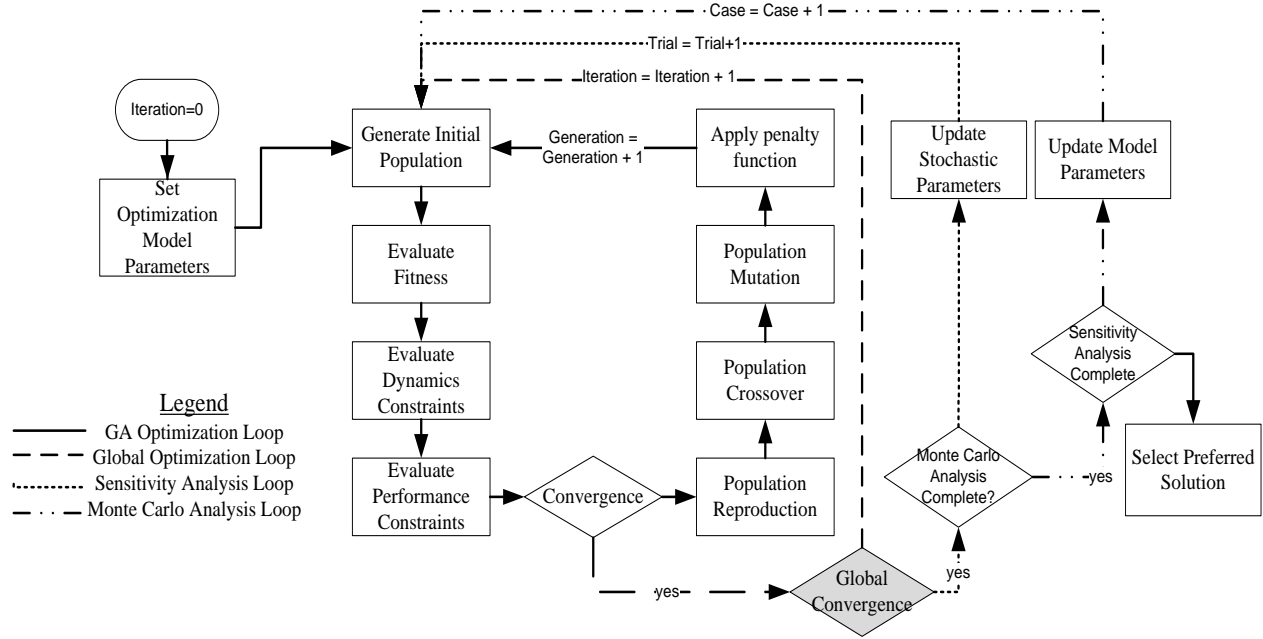 Case = Case + 1
Trial = Trial+1
Iteration = Iteration + 1
Iteration=0
Set
Optimization
Model
Parameters
Generate Initial
Population
Generation =
Generation + 1
Apply penalty
function
Update
Stochastic
Parameters
Update Model
Parameters
Evaluate
Fitness
Population
Mutation
Evaluate
Dynamics
Constraints
Population
Crossover
Sensitivity
Analysis
Complete
Legend
GA Optimization Loop
Global Optimization Loop
Sensitivity Analysis Loop
Monte Carlo Analysis Loop
Evaluate
Performance
Constraints
Convergence
Population
Reproduction
Monte Carlo
Analysis
Complete?
yes
Select Preferred
Solution
yes
Global
Convergence
yes